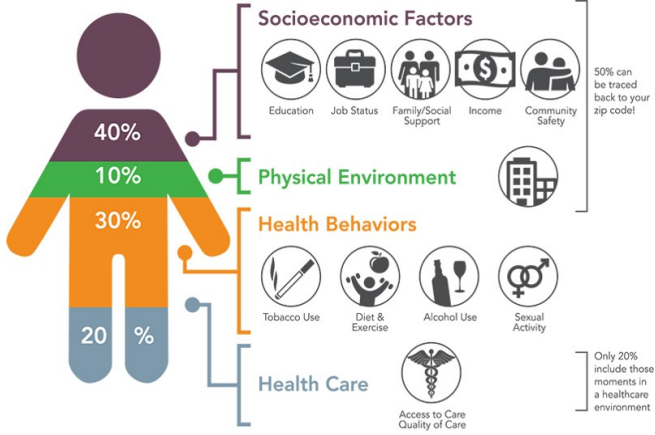 Socioeconomic Factors
Education
Job Status
Family/Social
Support
Income
Community
Safety
50% can
be traced
back to your
zip code!
40%
10%
Physical Environment
30%
Health Behaviors
Tobacco Use
Diet &
Exercise
Alcohol Use
Sexual
Activity
20 %
Health Care
Access to Care
Quality of Care
Only 20%
include those
moments in
a healthcare
environment